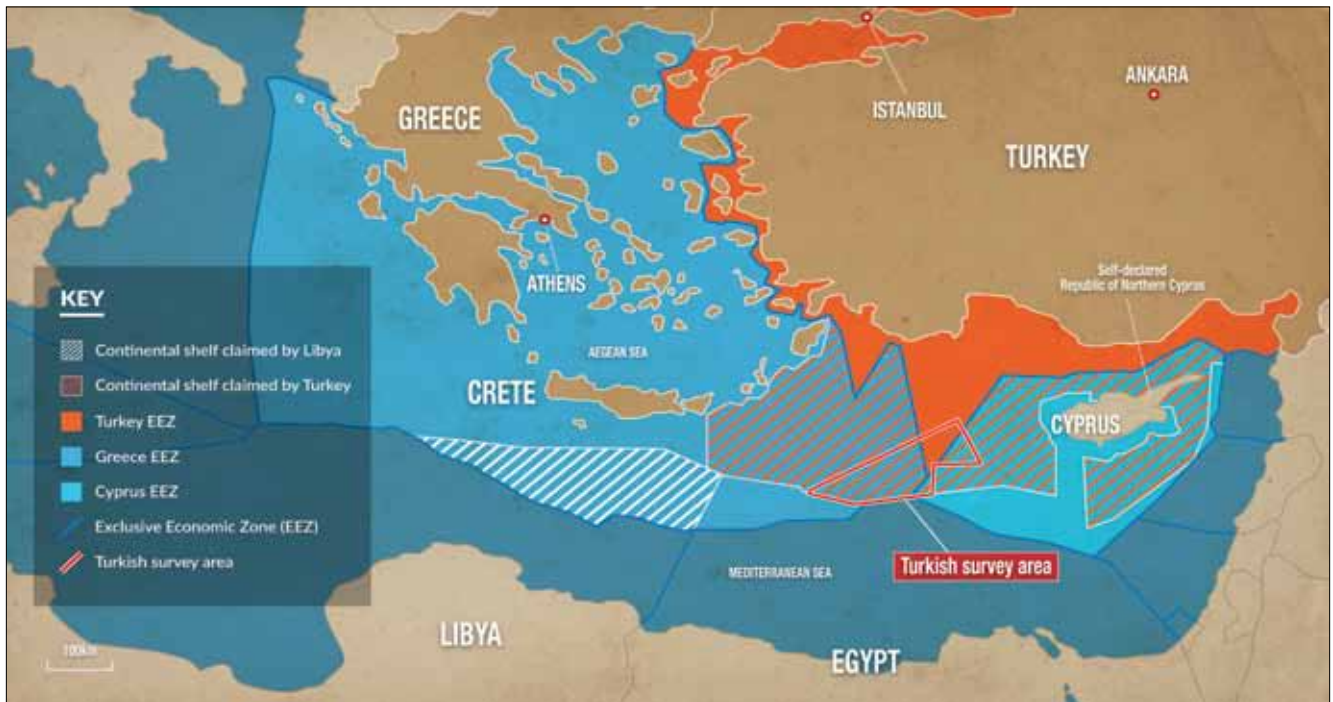 ANKARA
ISTANBUL
GREECE
TURKEY
ATHENS
Self-declared
Republic of Northern Cyprus
AEGEAN SEA
CRETE
CYPRUS
KEY
Continental shelf claimed by Libya
Continental shelf claimed by Turkey
Turkey EEZ
Greece EEZ
Cyprus EEZ
Exclusive Economic Zone (EEZ)
Turkish survey area
Turkish survey area
MEDITERRANEAN SEA
LIBYA
EGYPT
100km